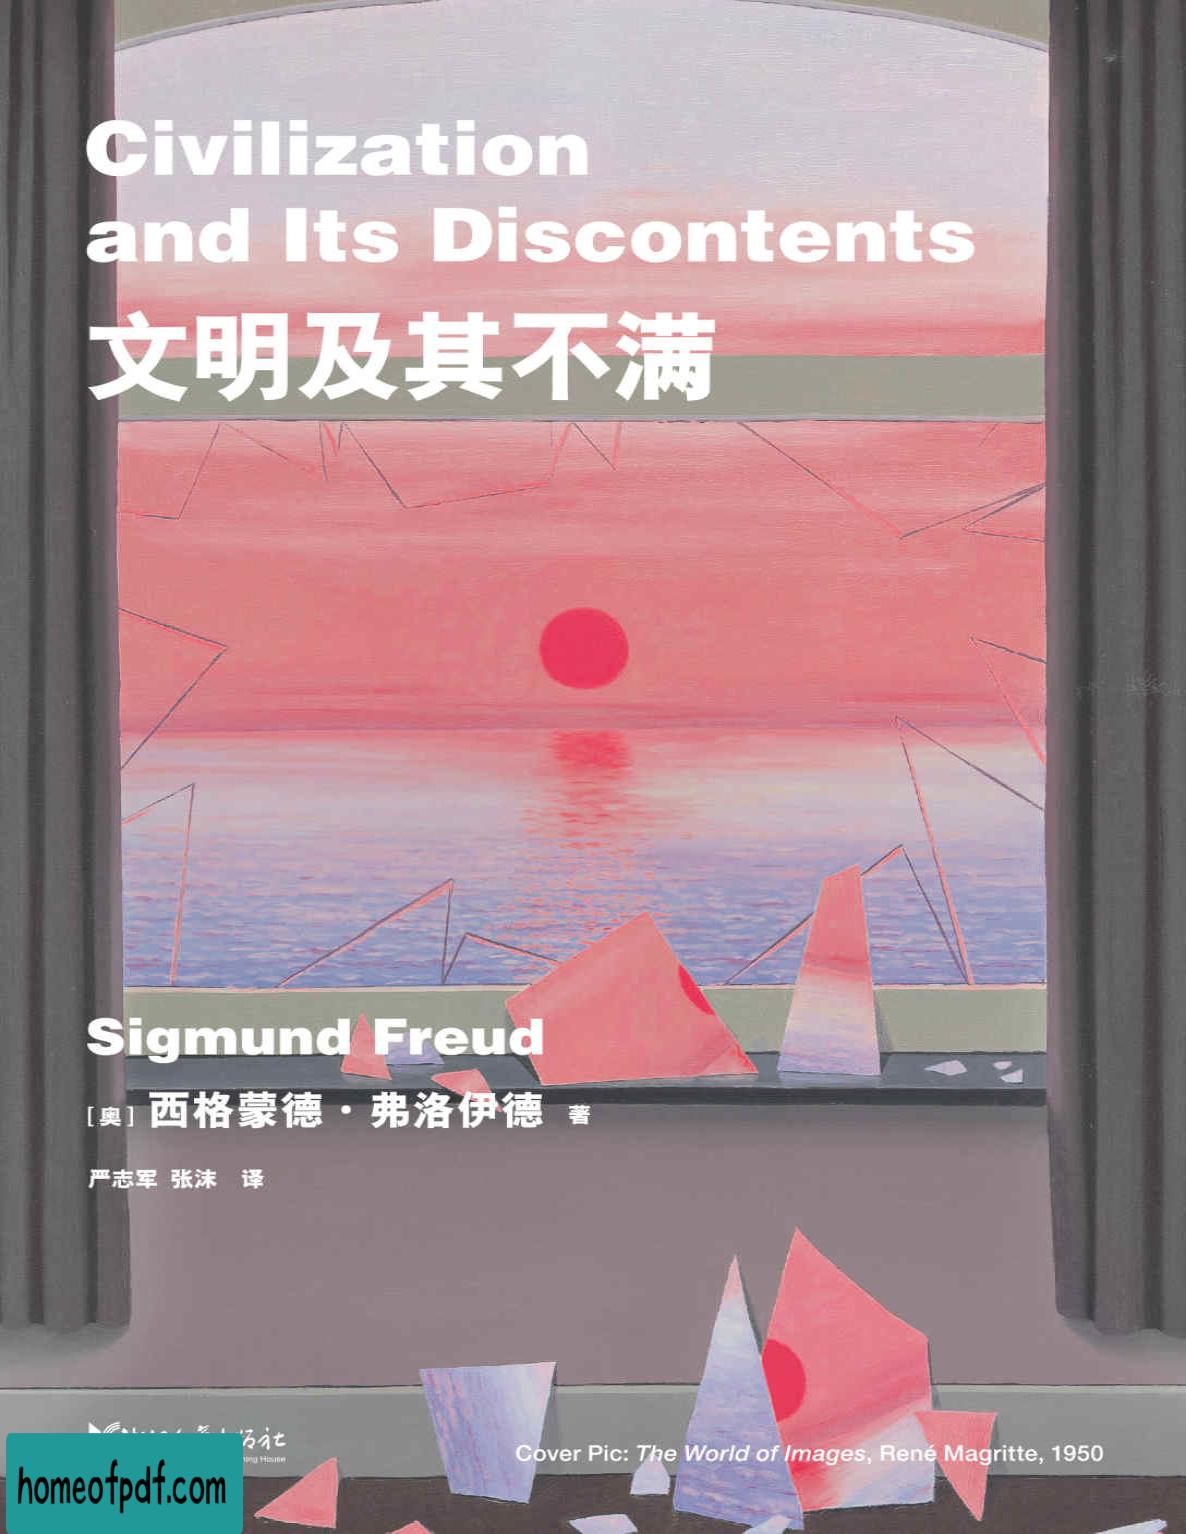 Civilization
and Its Discontents
文明及其不满
Sigmund Freud
[奥] 西格蒙德·弗洛伊德 著
严志军 张沫 译
Cover Pic: The World of Images, René Magritte, 1950
homeofpdf.com